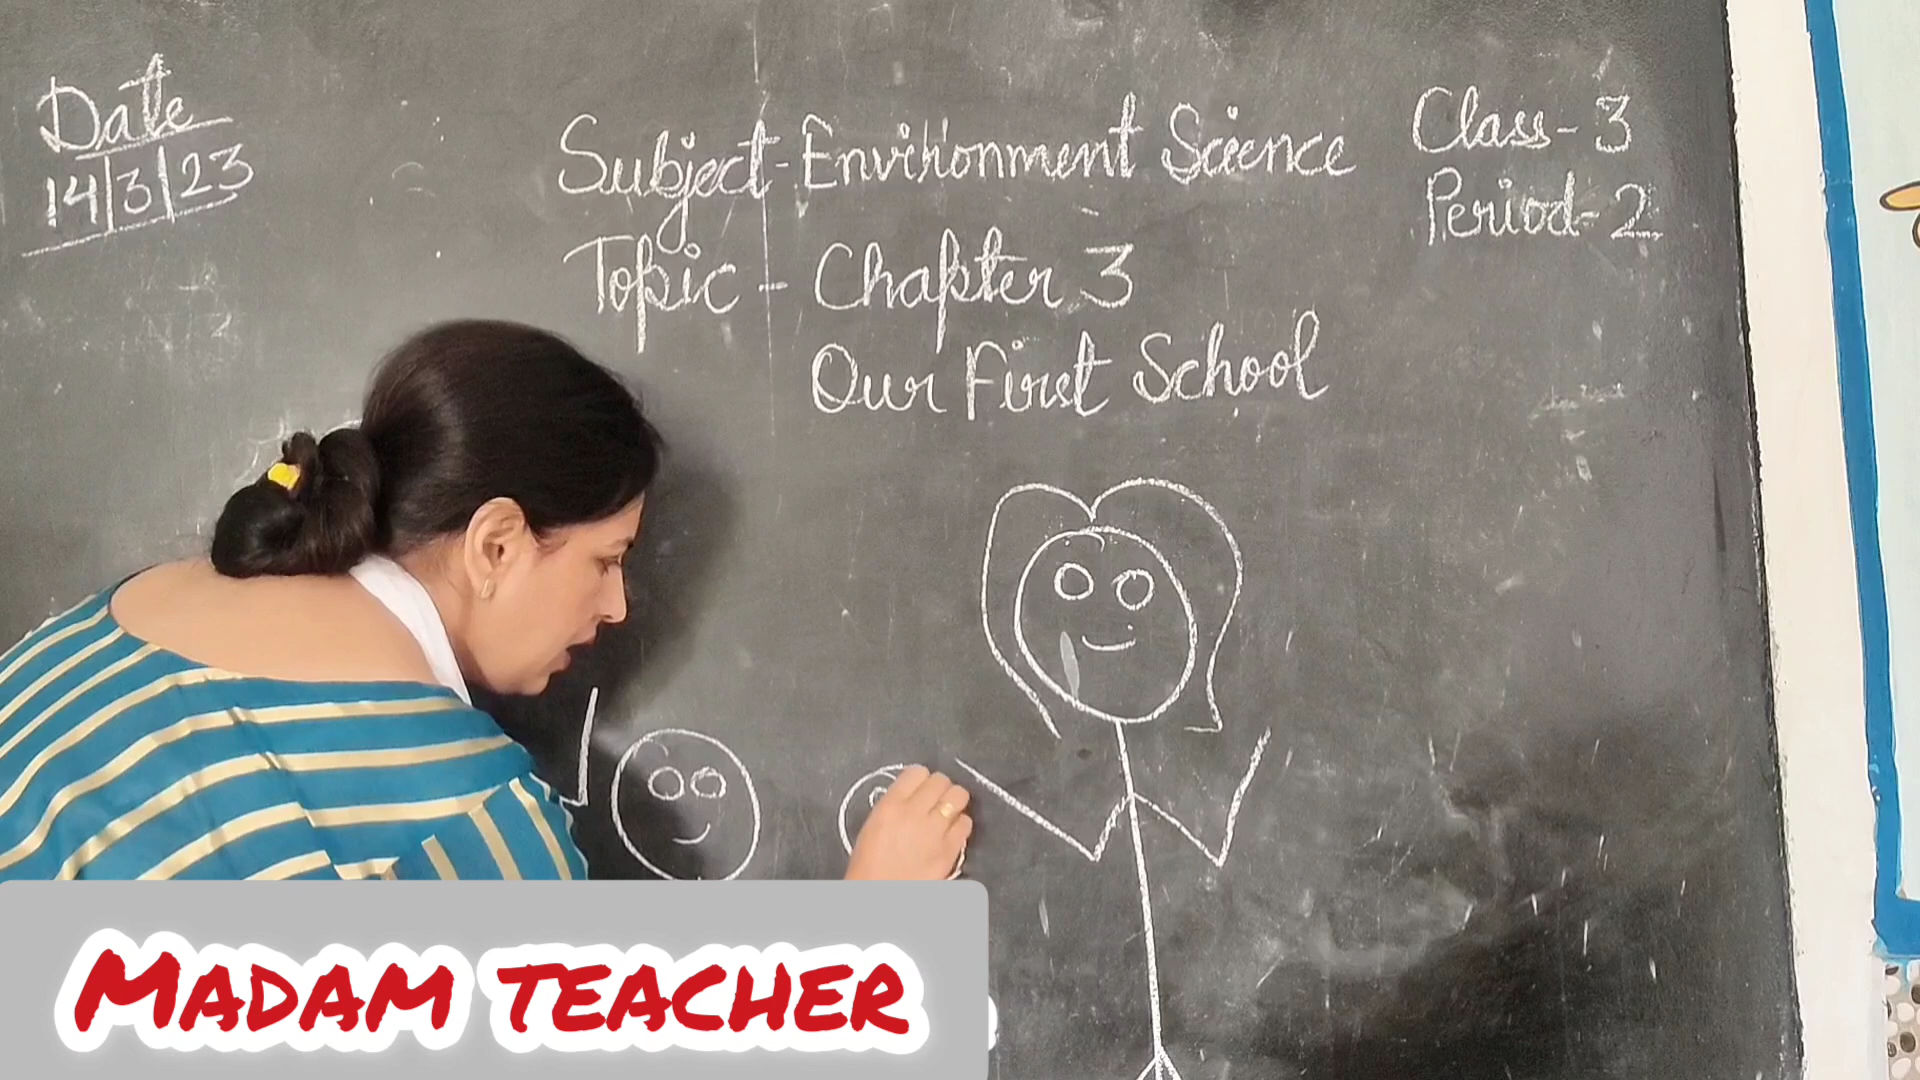 Date
14/3/23
Subject-Environment Science
Topic - Chapter 3
Our First School
Class-3
Period-2
MADAM TEACHER